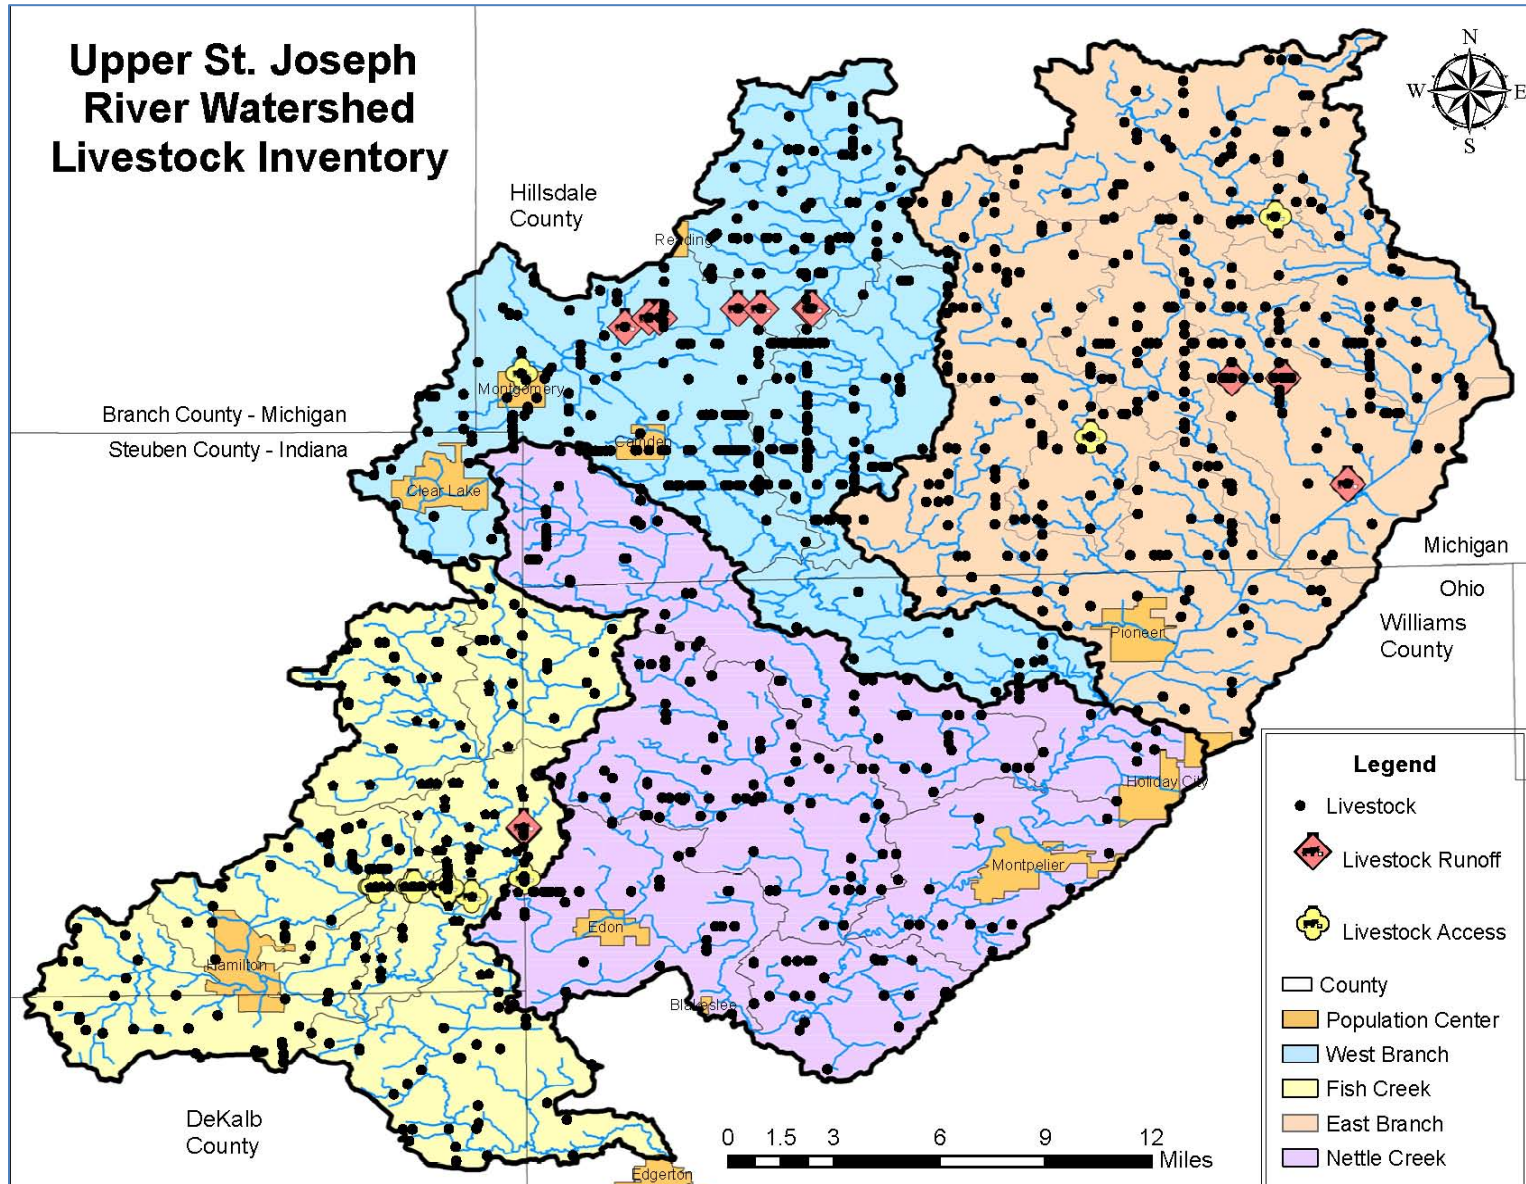 Upper St. Joseph
River Watershed
Livestock Inventory
N
W
E
S
Hillsdale
County
Reading
Montgomery
Branch County - Michigan
Steuben County - Indiana
Camden
Clear Lake
Michigan
Ohio
Williams
County
Pioneer
Holiday City
Montpelier
Edon
Hamilton
Blakeslee
DeKalb
County
Edgerton
0 1.5 3 6 9 12
Miles
Legend
Livestock
Livestock Runoff
Livestock Access
County
Population Center
West Branch
Fish Creek
East Branch
Nettle Creek